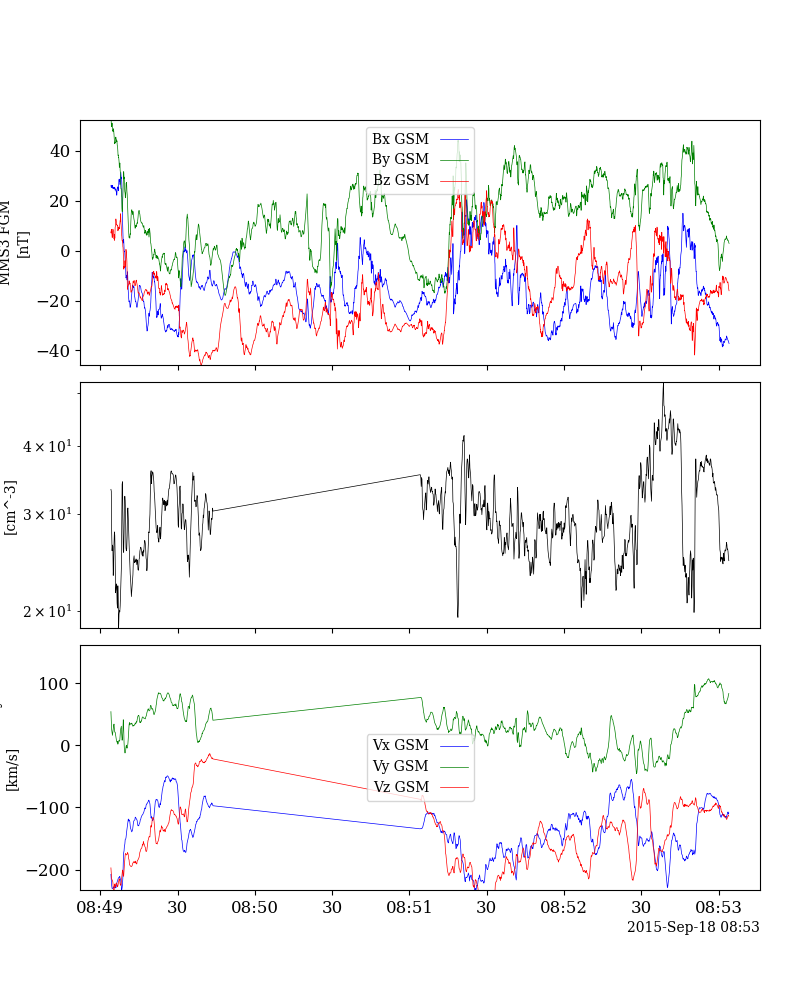 40
20
0
−20
−40
MMS3 FGM
[nT]
Bx GSM
By GSM
Bz GSM
4×10¹
3×10¹
2×10¹
[cm^-3]
100
0
−100
−200
[km/s]
Vx GSM
Vy GSM
Vz GSM
08:49 30 08:50 30 08:51 30 08:52 30 08:53
2015-Sep-18 08:53